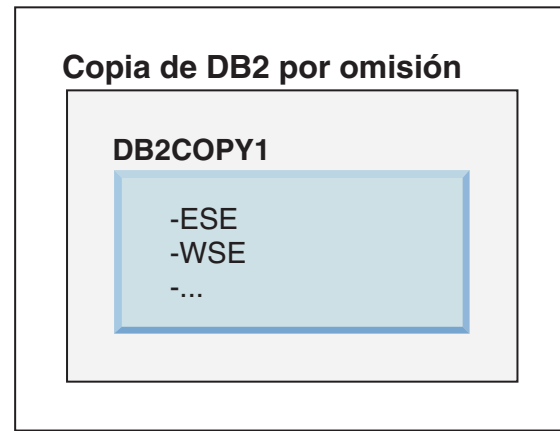 Copia de DB2 por omisión
DB2COPY1
-ESE
-WSE
-...